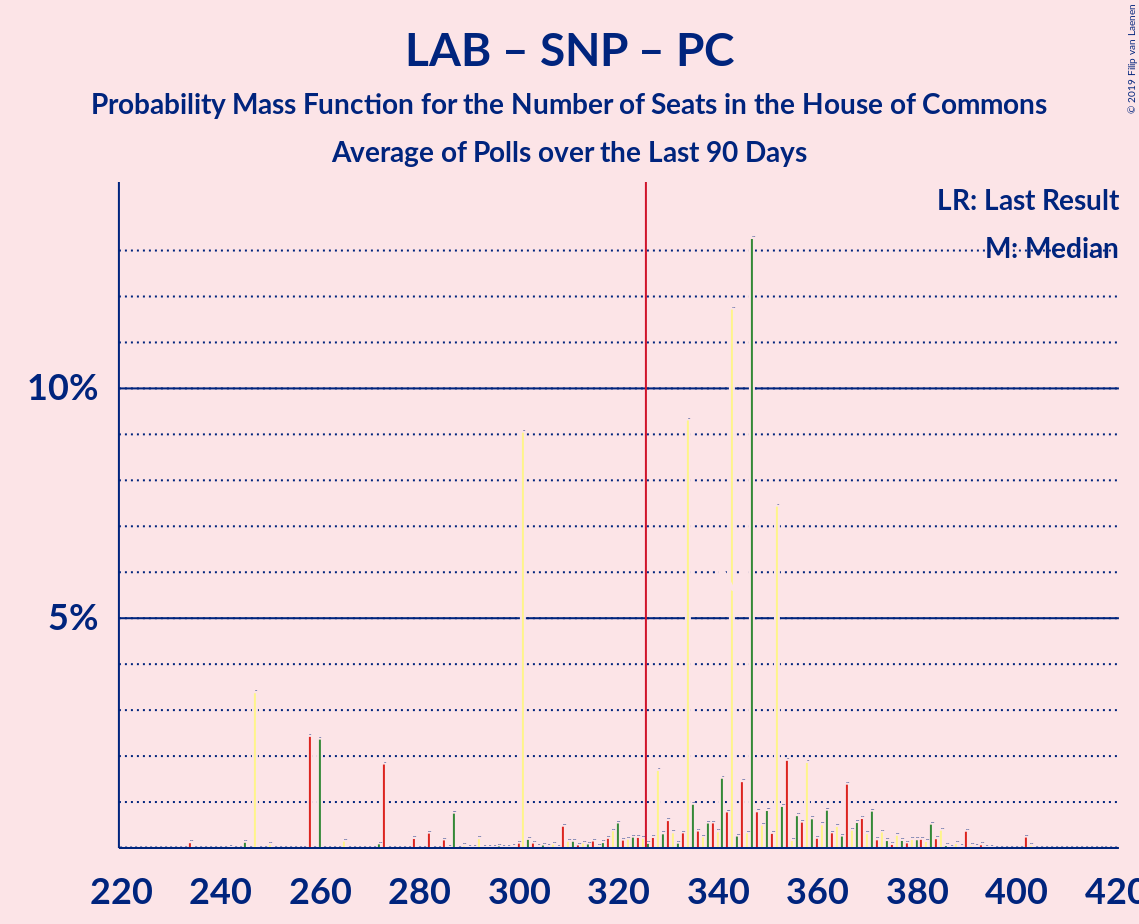 LAB – SNP – PC
Probability Mass Function for the Number of Seats in the House of Commons
Average of Polls over the Last 90 Days
© 2019 Filip van Laenen
LR: Last Result
M: Median
10%
5%
220 240 260 280 300 320 340 360 380 400 420